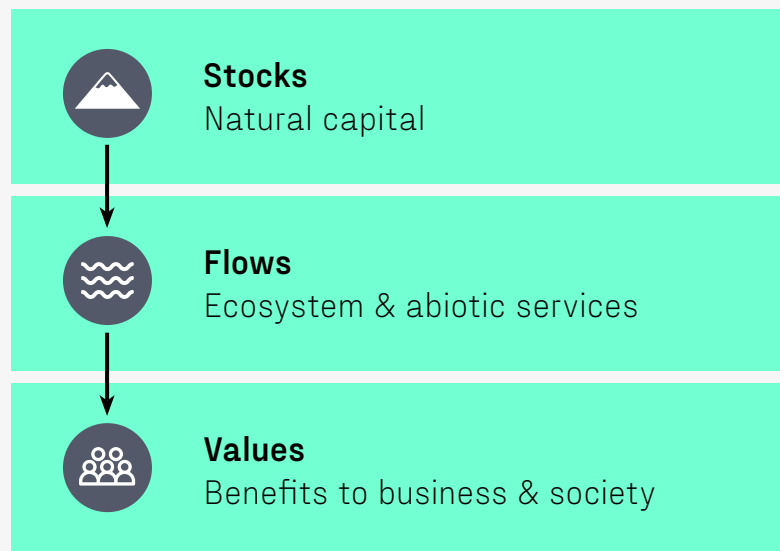 Stocks
Natural capital
Flows
Ecosystem & abiotic services
Values
Benefits to business & society